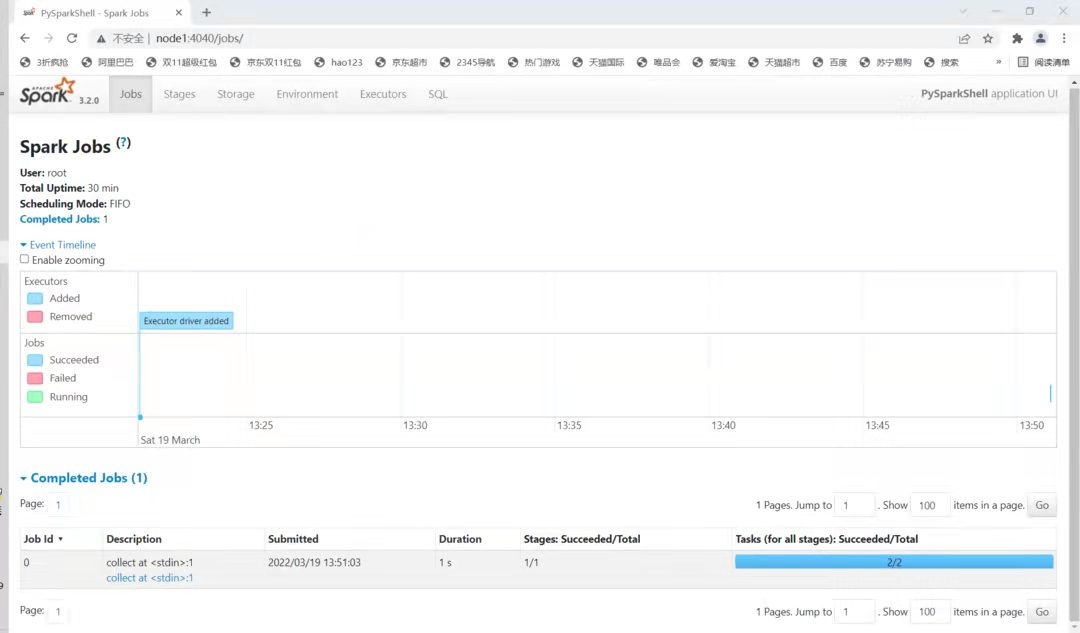 PySparkShell - Spark Jobs
不安全 | node1:4040/jobs/
3折疯抢 阿里巴巴 双11超级红包 京东双11红包 hao123 京东超市 2345导航 热门游戏 天猫国际 唯品会 爱淘宝 天猫超市 百度 苏宁易购 搜索 » 阅读清单
APACHE Spark 3.2.0 Jobs Stages Storage Environment Executors SQL PySparkShell application UI
Spark Jobs (?)
User: root
Total Uptime: 30 min
Scheduling Mode: FIFO
Completed Jobs: 1
Event Timeline
Enable zooming
Executors
Added
Removed
Executor driver added
Jobs
Succeeded
Failed
Running
13:25 13:30 13:35 13:40 13:45 13:50
Sat 19 March
Completed Jobs (1)
Page: 1 1 Pages. Jump to 1 . Show 100 items in a page. Go
Job Id ▾ Description Submitted Duration Stages: Succeeded/Total Tasks (for all stages): Succeeded/Total
0 collect at <stdin>:1 2022/03/19 13:51:03 1 s 1/1 2/2
collect at <stdin>:1
Page: 1 1 Pages. Jump to 1 . Show 100 items in a page. Go